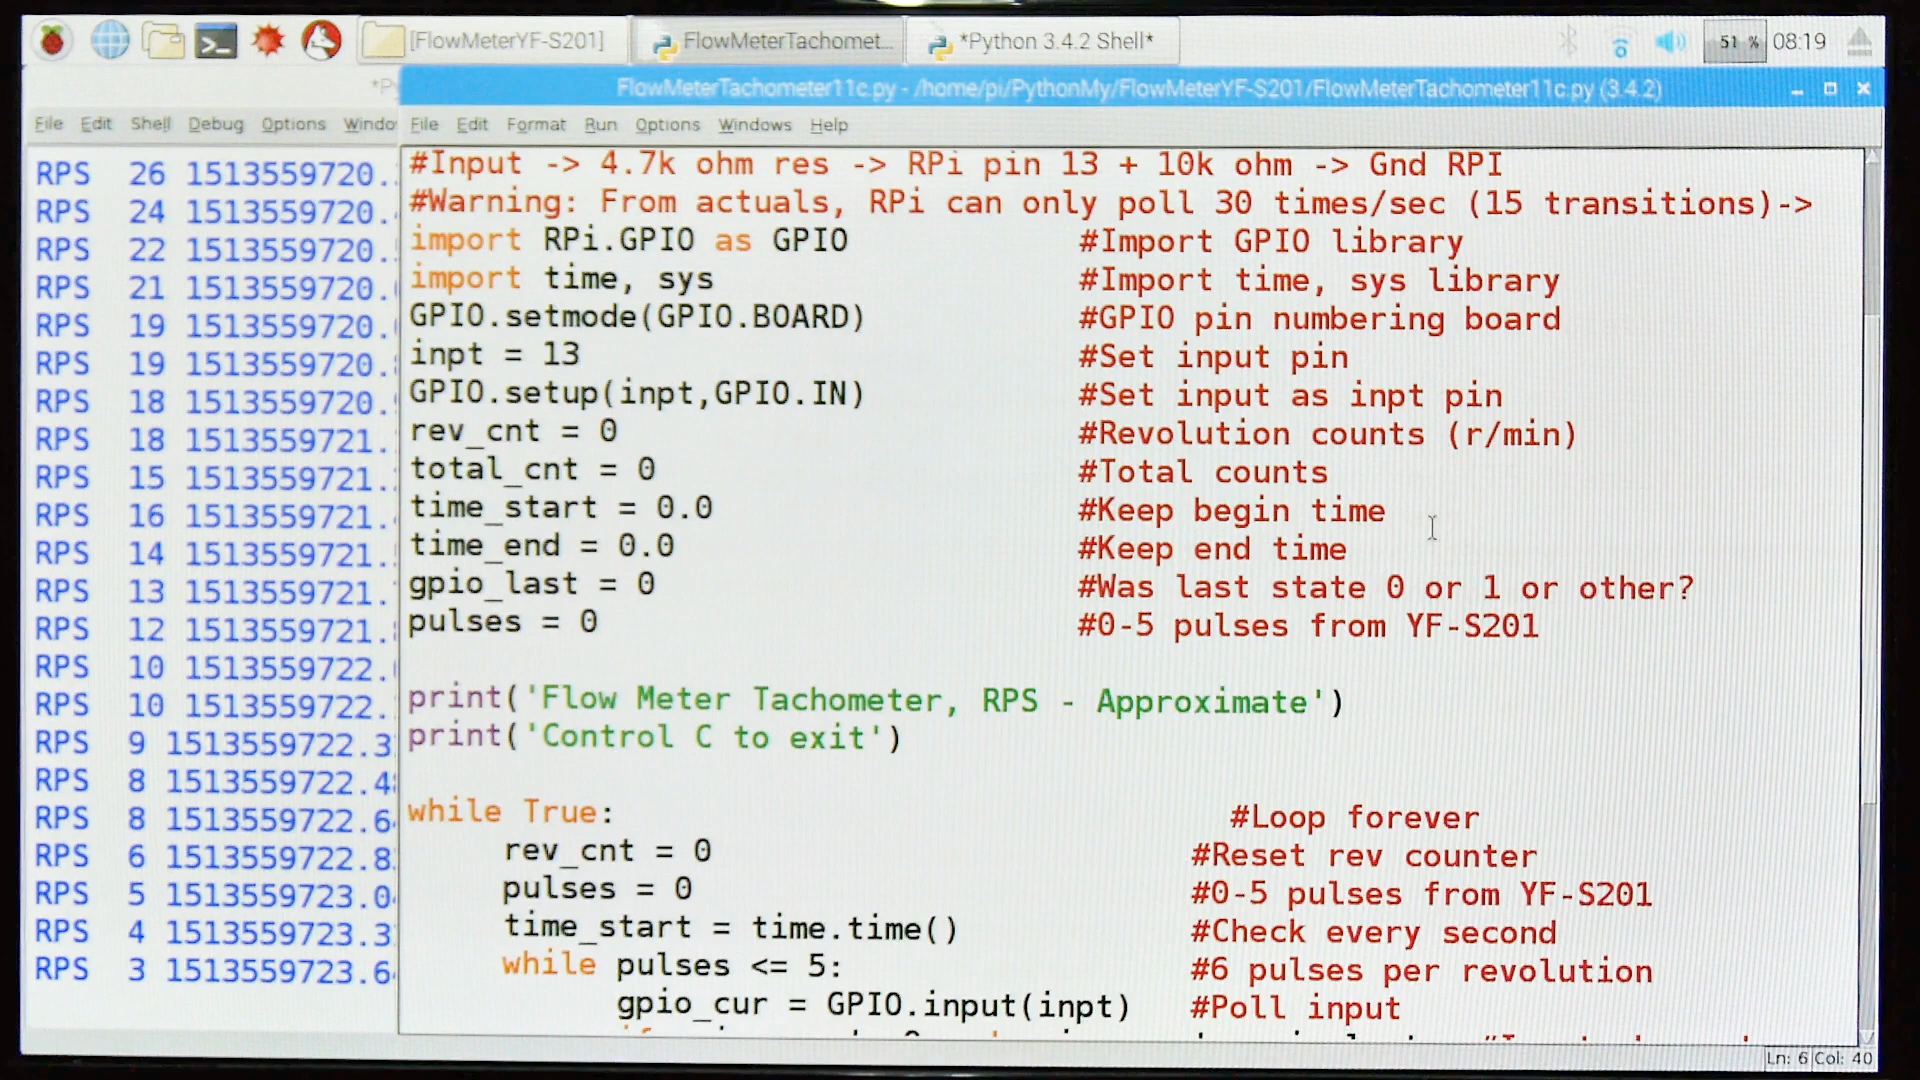 [FlowMeterYF-S201]
FlowMeterTachomet...
*Python 3.4.2 Shell*
51 %
08:19
*Py
FlowMeterTachometer11c.py - /home/pi/PythonMy/FlowMeterYF-S201/FlowMeterTachometer11c.py (3.4.2)
File Edit Shell Debug Options Windo
File Edit Format Run Options Windows Help
RPS 26 1513559720.
RPS 24 1513559720.
RPS 22 1513559720.
RPS 21 1513559720.
RPS 19 1513559720.
RPS 19 1513559720.
RPS 18 1513559720.
RPS 18 1513559721.
RPS 15 1513559721.
RPS 16 1513559721.
RPS 14 1513559721.
RPS 13 1513559721.
RPS 12 1513559721.
RPS 10 1513559722.
RPS 10 1513559722.
RPS 9 1513559722.3
RPS 8 1513559722.4
RPS 8 1513559722.6
RPS 6 1513559722.8
RPS 5 1513559723.0
RPS 4 1513559723.3
RPS 3 1513559723.6
#Input -> 4.7k ohm res -> RPi pin 13 + 10k ohm -> Gnd RPI
#Warning: From actuals, RPi can only poll 30 times/sec (15 transitions)->
import RPi.GPIO as GPIO #Import GPIO library
import time, sys #Import time, sys library
GPIO.setmode(GPIO.BOARD) #GPIO pin numbering board
inpt = 13 #Set input pin
GPIO.setup(inpt,GPIO.IN) #Set input as inpt pin
rev_cnt = 0 #Revolution counts (r/min)
total_cnt = 0 #Total counts
time_start = 0.0 #Keep begin time
time_end = 0.0 #Keep end time
gpio_last = 0 #Was last state 0 or 1 or other?
pulses = 0 #0-5 pulses from YF-S201
print('Flow Meter Tachometer, RPS - Approximate')
print('Control C to exit')
while True: #Loop forever
rev_cnt = 0 #Reset rev counter
pulses = 0 #0-5 pulses from YF-S201
time_start = time.time() #Check every second
while pulses <= 5: #6 pulses per revolution
gpio_cur = GPIO.input(inpt) #Poll input
Ln: 6 Col: 40